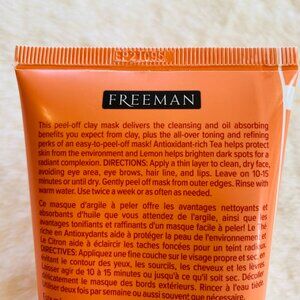 FREEMAN
This peel-off clay mask delivers the cleansing and oil absorbing
benefits you expect from clay, plus the all-over toning and refining
perks of an easy-to-peel-off mask! Antioxidant-rich Tea helps protect
skin from the environment and Lemon helps brighten dark spots for a
radiant complexion. DIRECTIONS: Apply a thin layer to clean, dry face,
avoiding eye area, eye brows, hair line, and lips. Leave on 10-15
minutes or until dry. Gently peel off mask from outer edges. Rinse with
warm water. Use twice a week or as often as needed.
Ce masque d'argile à peler offre les avantages nettoyants et
absorbants d'huile que vous attendez de l'argile, ainsi que les
avantages tonifiants et raffinants d'un masque facile à peler! Le thé
riche en Antioxydants aide à protéger la peau de l'environnement et
Le Citron aide à éclaircir les taches foncées pour un teint radieux.
DIRECTIVES: Appliquez une fine couche sur le visage propre et sec en
évitant le contour des yeux, les sourcils, les cheveux et les lèvres.
Laisser agir de 10 à 15 minutes ou jusqu'à ce qu'il soit sec. Décoller
délicatement le masque des bords extérieurs. Rincer à l'eau tiède.
Utiliser deux fois par semaine ou aussi souvent que nécessaire.